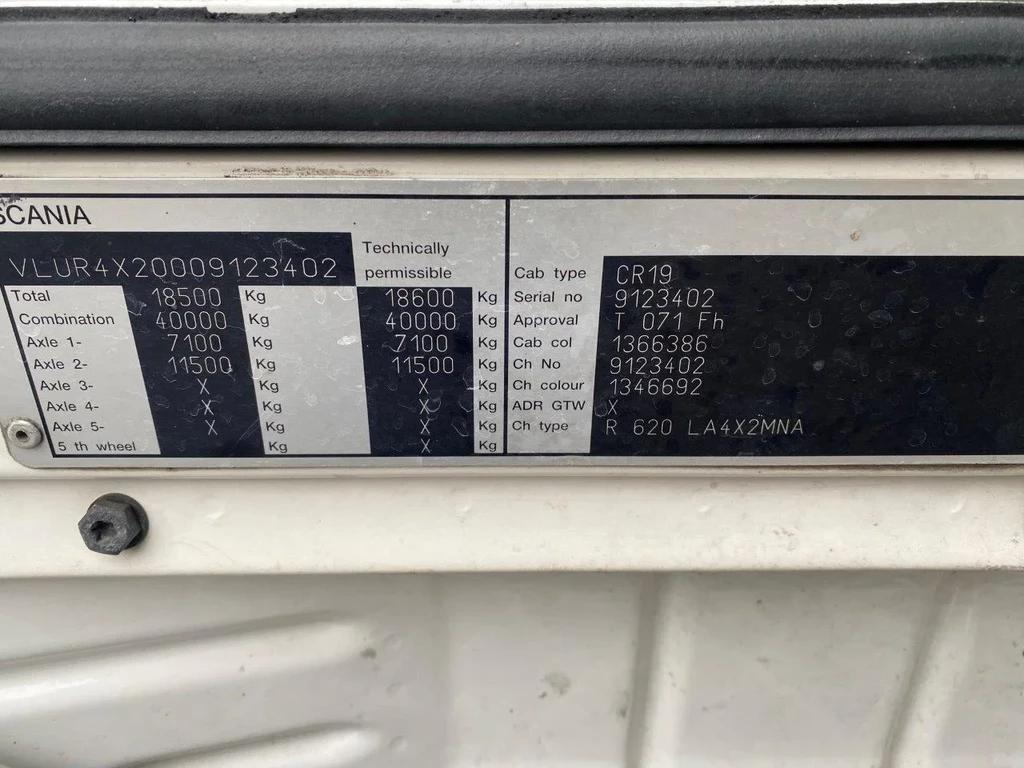 SCANIA
VLUR4X20009123402
Technically
permissible
Total 18500 Kg 18600 Kg
Combination 40000 Kg 40000 Kg
Axle 1- 7100 Kg 7100 Kg
Axle 2- 11500 Kg 11500 Kg
Axle 3- X Kg X Kg
Axle 4- X Kg X Kg
Axle 5- X Kg X Kg
5 th wheel Kg X Kg
Cab type CR19
Serial no 9123402
Approval T 071 Fh
Cab col 1366386
Ch No 9123402
Ch colour 1346692
ADR GTW X
Ch type R 620 LA4X2MNA